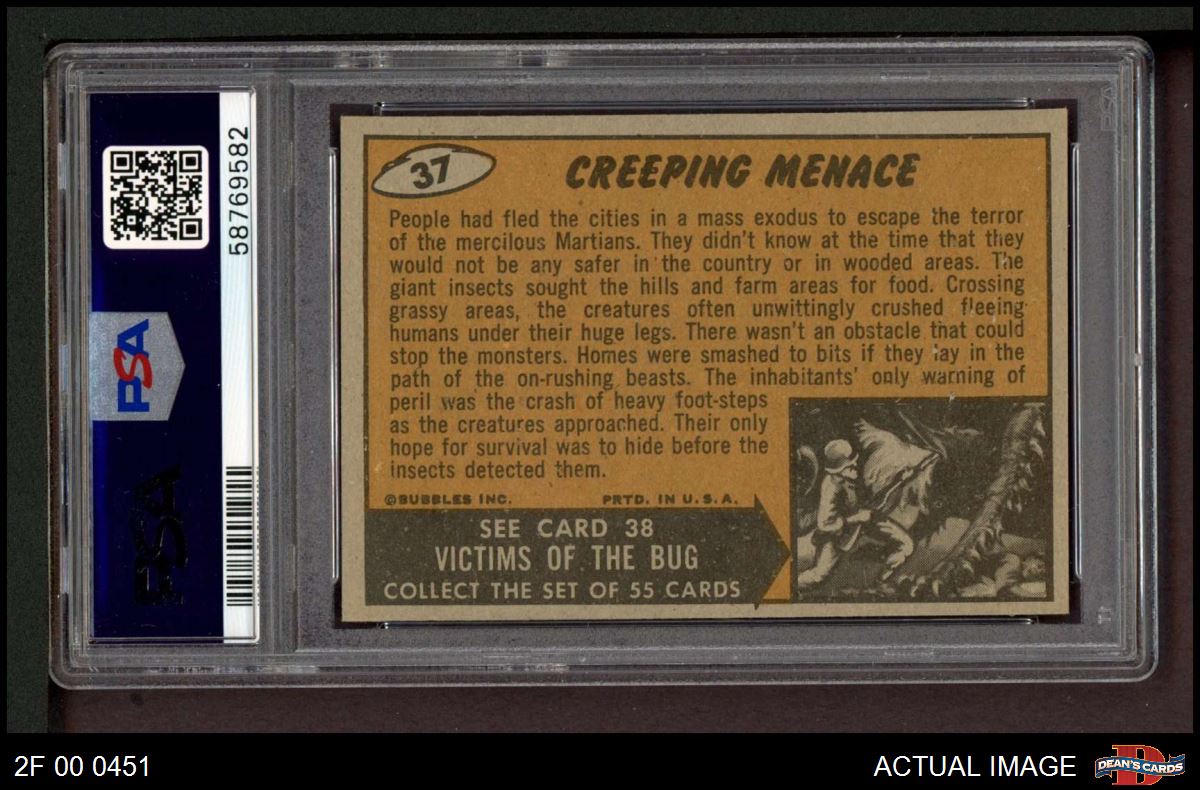 58769582
PSA
PSA
37
CREEPING MENACE
People had fled the cities in a mass exodus to escape the terror
of the mercilous Martians. They didn't know at the time that they
would not be any safer in the country or in wooded areas. The
giant insects sought the hills and farm areas for food. Crossing
grassy areas, the creatures often unwittingly crushed fleeing
humans under their huge legs. There wasn't an obstacle that could
stop the monsters. Homes were smashed to bits if they lay in the
path of the on-rushing beasts. The inhabitants' only warning of
peril was the crash of heavy foot-steps
as the creatures approached. Their only
hope for survival was to hide before the
insects detected them.
©BUBBLES INC. PRTD. IN U.S.A.
SEE CARD 38
VICTIMS OF THE BUG
COLLECT THE SET OF 55 CARDS
2F 00 0451
ACTUAL IMAGE
DEAN'S CARDS